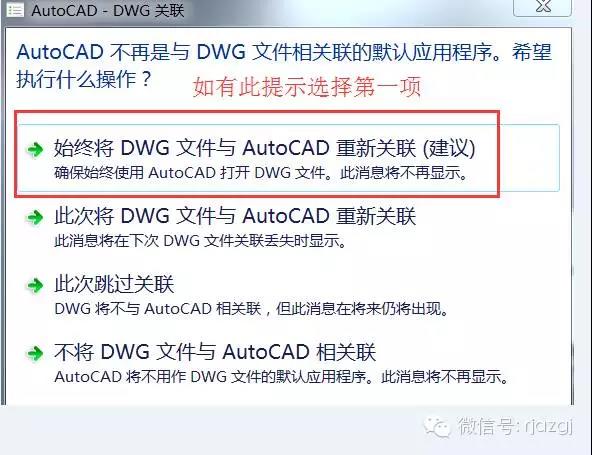 AutoCAD - DWG 关联
AutoCAD 不再是与 DWG 文件相关联的默认应用程序。希望
执行什么操作？
如有此提示选择第一项
始终将 DWG 文件与 AutoCAD 重新关联 (建议)
确保始终使用 AutoCAD 打开 DWG 文件。此消息将不再显示。
此次将 DWG 文件与 AutoCAD 重新关联
此消息将在下次 DWG 文件关联丢失时显示。
此次跳过关联
DWG 将不与 AutoCAD 相关联，但此消息在将来仍将出现。
不将 DWG 文件与 AutoCAD 相关联
AutoCAD 将不用作 DWG 文件的默认应用程序。此消息将不再显示。
微信号: rjazgj